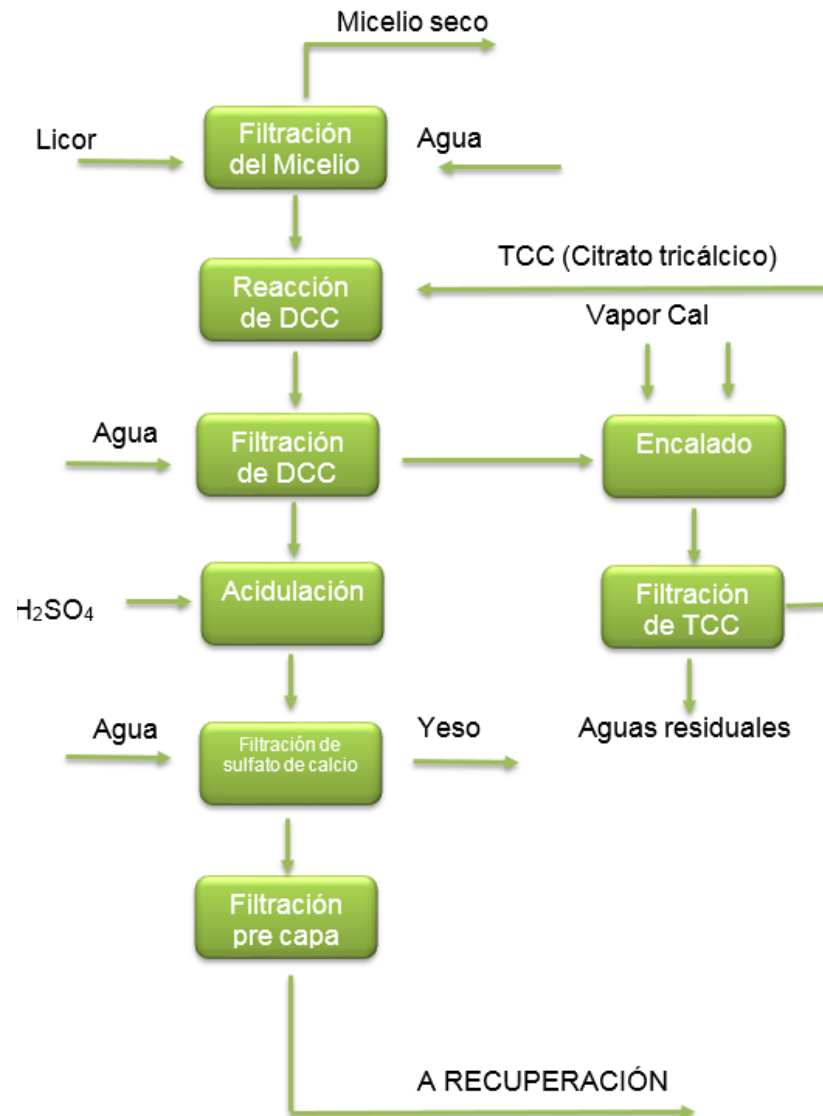 Micelio seco
Licor
Filtración
del Micelio
Agua
TCC (Citrato tricálcico)
Reacción
de DCC
Vapor Cal
Agua
Filtración
de DCC
Encalado
H₂SO₄
Acidulación
Filtración
de TCC
Agua
Filtración de
sulfato de calcio
Yeso
Aguas residuales
Filtración
pre capa
A RECUPERACIÓN